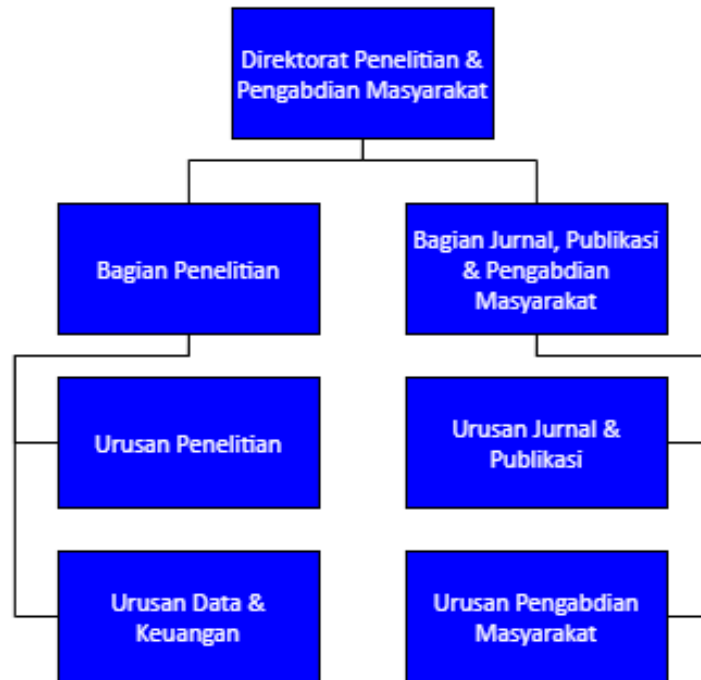 Direktorat Penelitian &
Pengabdian Masyarakat
Bagian Penelitian
Bagian Jurnal, Publikasi
& Pengabdian
Masyarakat
Urusan Penelitian
Urusan Jurnal &
Publikasi
Urusan Data &
Keuangan
Urusan Pengabdian
Masyarakat